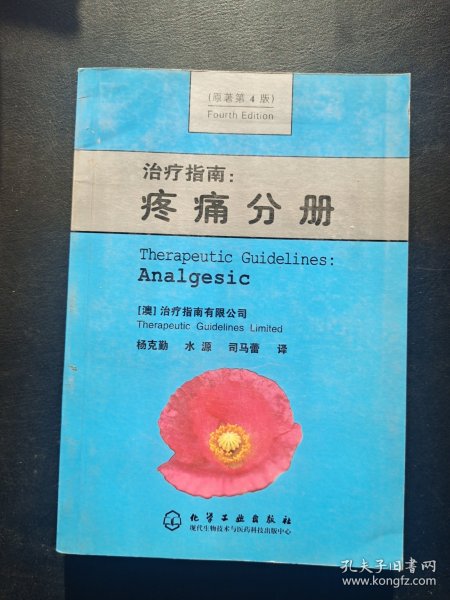 (原著第 4 版)
Fourth Edition
治疗指南:
疼痛分册
Therapeutic Guidelines:
Analgesic
[澳] 治疗指南有限公司
Therapeutic Guidelines Limited
杨克勤 水 源 司马蕾 译
化学工业出版社
现代生物技术与医药科技出版中心
孔夫子旧书网
www.kongfz.com